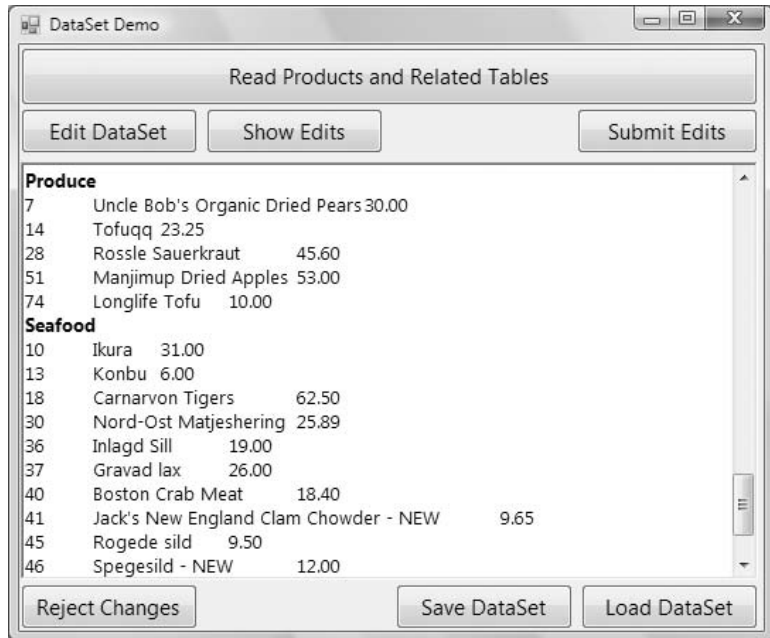 DataSet Demo
Read Products and Related Tables
Edit DataSet Show Edits Submit Edits
Produce
7 Uncle Bob's Organic Dried Pears 30.00
14 Tofuqq 23.25
28 Rossle Sauerkraut 45.60
51 Manjimup Dried Apples 53.00
74 Longlife Tofu 10.00
Seafood
10 Ikura 31.00
13 Konbu 6.00
18 Carnarvon Tigers 62.50
30 Nord-Ost Matjeshering 25.89
36 Inlagd Sill 19.00
37 Gravad lax 26.00
40 Boston Crab Meat 18.40
41 Jack's New England Clam Chowder - NEW 9.65
45 Rogede sild 9.50
46 Spegesild - NEW 12.00
Reject Changes Save DataSet Load DataSet